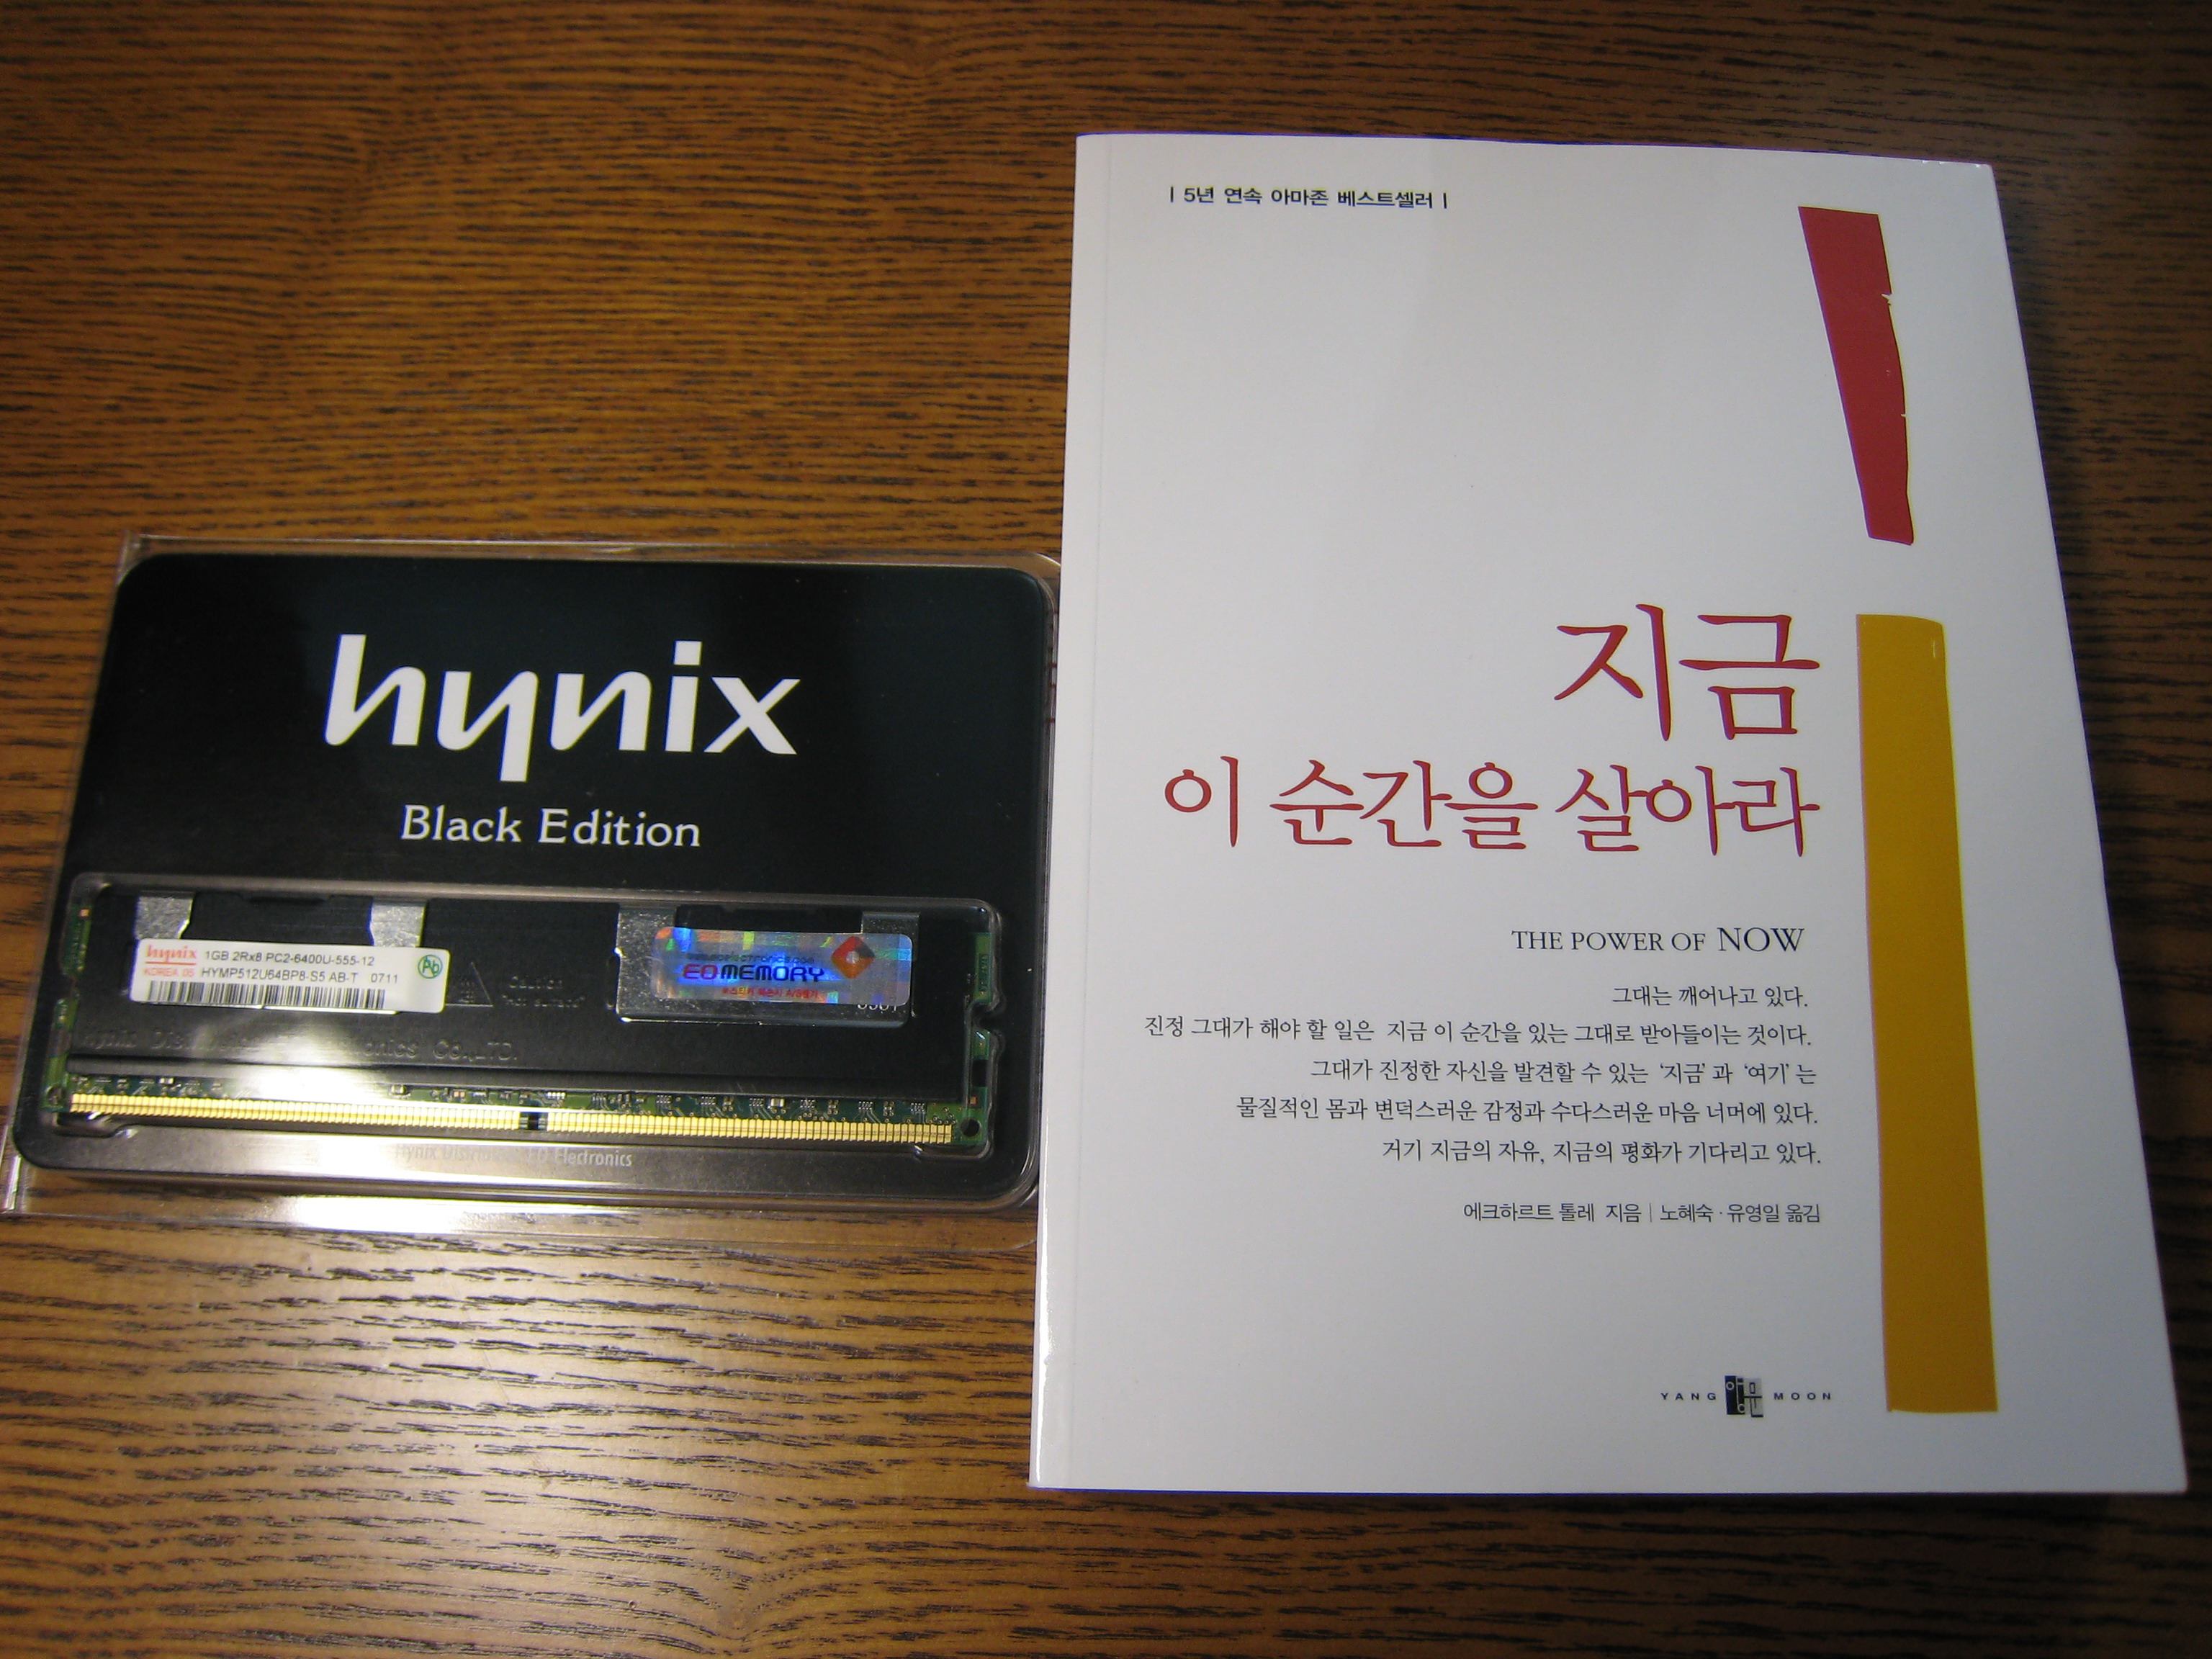 hynix
Black Edition
hynix 1GB 2Rx8 PC2-6400U-555-12
KOREA 05 HYMP512U64BP8-S5 AB-T 0711
Pb
Caution
EOMEMORY
Co.,LTD.
Electronics
| 5년 연속 아마존 베스트셀러 |
지금
이 순간을 살아라
THE POWER OF NOW
그대는 깨어나고 있다.
진정 그대가 해야 할 일은 지금 이 순간을 있는 그대로 받아들이는 것이다.
그대가 진정한 자신을 발견할 수 있는 ‘지금’과 ‘여기’는
물질적인 몸과 변덕스러운 감정과 수다스러운 마음 너머에 있다.
거기 지금의 자유, 지금의 평화가 기다리고 있다.
에크하르트 톨레 지음 | 노혜숙 · 유영일 옮김
YANG 양문 MOON